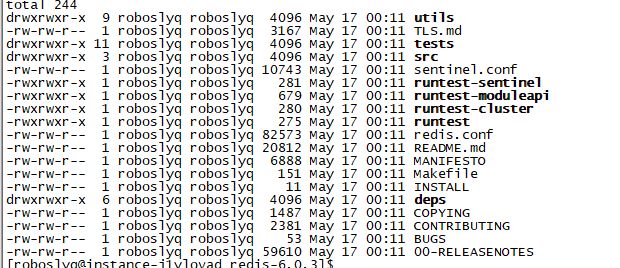 total 244
drwxrwxr-x 9 roboslyq roboslyq 4096 May 17 00:11 utils
-rw-rw-r-- 1 roboslyq roboslyq 3167 May 17 00:11 TLS.md
drwxrwxr-x 11 roboslyq roboslyq 4096 May 17 00:11 tests
drwxrwxr-x 3 roboslyq roboslyq 4096 May 17 00:11 src
-rw-rw-r-- 1 roboslyq roboslyq 10743 May 17 00:11 sentinel.conf
-rwxrwxr-x 1 roboslyq roboslyq 281 May 17 00:11 runtest-sentinel
-rwxrwxr-x 1 roboslyq roboslyq 679 May 17 00:11 runtest-moduleapi
-rwxrwxr-x 1 roboslyq roboslyq 280 May 17 00:11 runtest-cluster
-rwxrwxr-x 1 roboslyq roboslyq 275 May 17 00:11 runtest
-rw-rw-r-- 1 roboslyq roboslyq 82573 May 17 00:11 redis.conf
-rw-rw-r-- 1 roboslyq roboslyq 20812 May 17 00:11 README.md
-rw-rw-r-- 1 roboslyq roboslyq 6888 May 17 00:11 MANIFESTO
-rw-rw-r-- 1 roboslyq roboslyq 151 May 17 00:11 Makefile
-rw-rw-r-- 1 roboslyq roboslyq 11 May 17 00:11 INSTALL
drwxrwxr-x 6 roboslyq roboslyq 4096 May 17 00:11 deps
-rw-rw-r-- 1 roboslyq roboslyq 1487 May 17 00:11 COPYING
-rw-rw-r-- 1 roboslyq roboslyq 2381 May 17 00:11 CONTRIBUTING
-rw-rw-r-- 1 roboslyq roboslyq 53 May 17 00:11 BUGS
-rw-rw-r-- 1 roboslyq roboslyq 59610 May 17 00:11 00-RELEASENOTES
redis-6.0.3]$